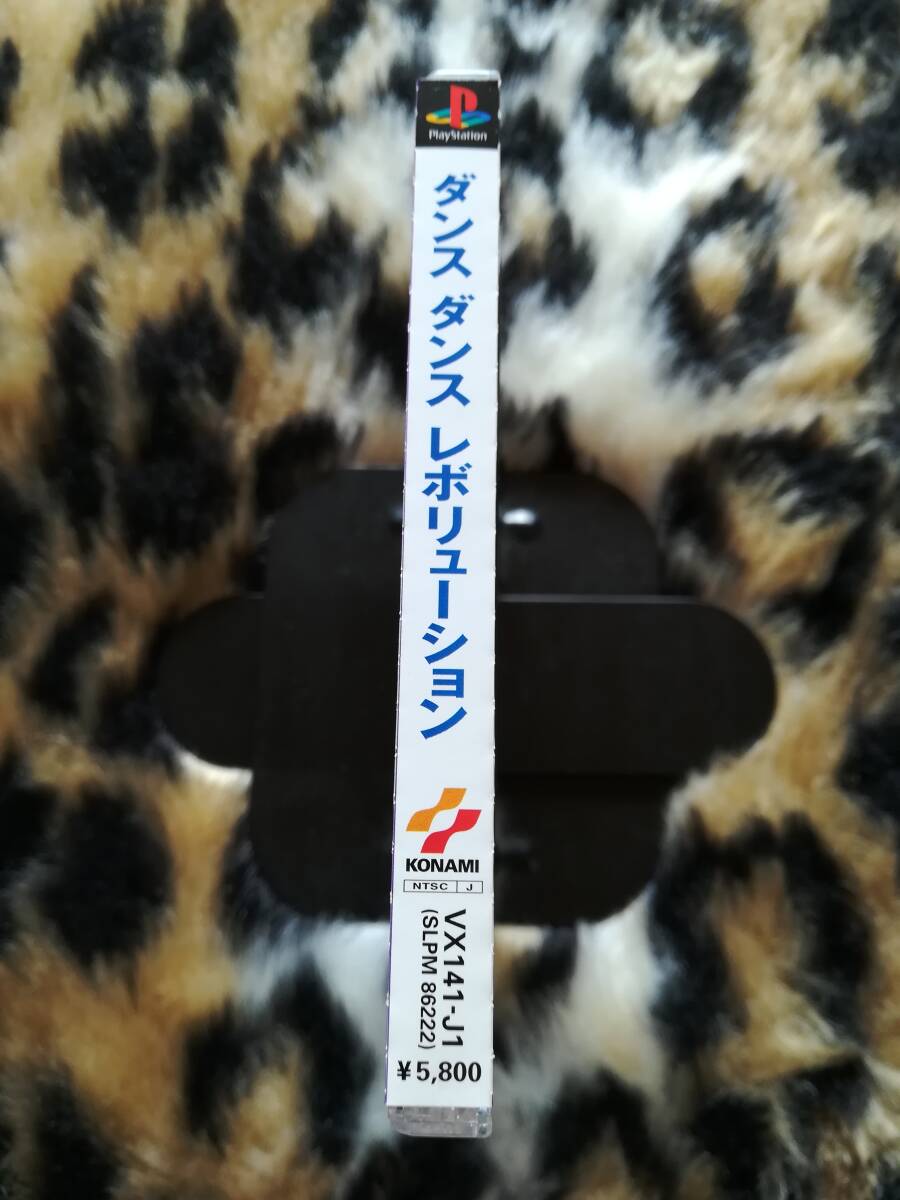 PlayStation
ダンス ダンス レボリューション
KONAMI
NTSC J
VX141-J1
(SLPM 86222)
¥5,800